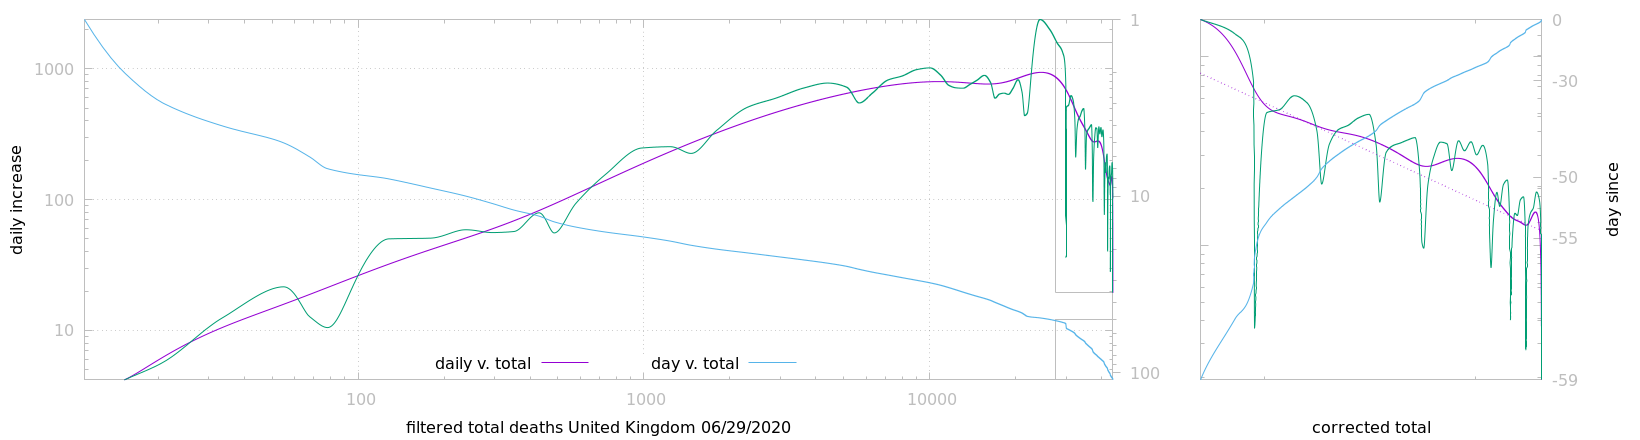 1
0
1000
-30
daily increase
-50
day since
100
10
-55
10
daily v. total
day v. total
100
-59
100
1000
10000
filtered total deaths United Kingdom 06/29/2020
corrected total